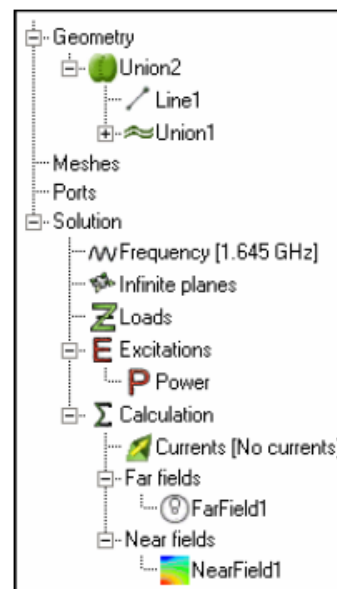 Geometry
Union2
Line1
Union1
Meshes
Ports
Solution
Frequency [1.645 GHz]
Infinite planes
Z Loads
E Excitations
P Power
Σ Calculation
Currents [No currents]
Far fields
FarField1
Near fields
NearField1